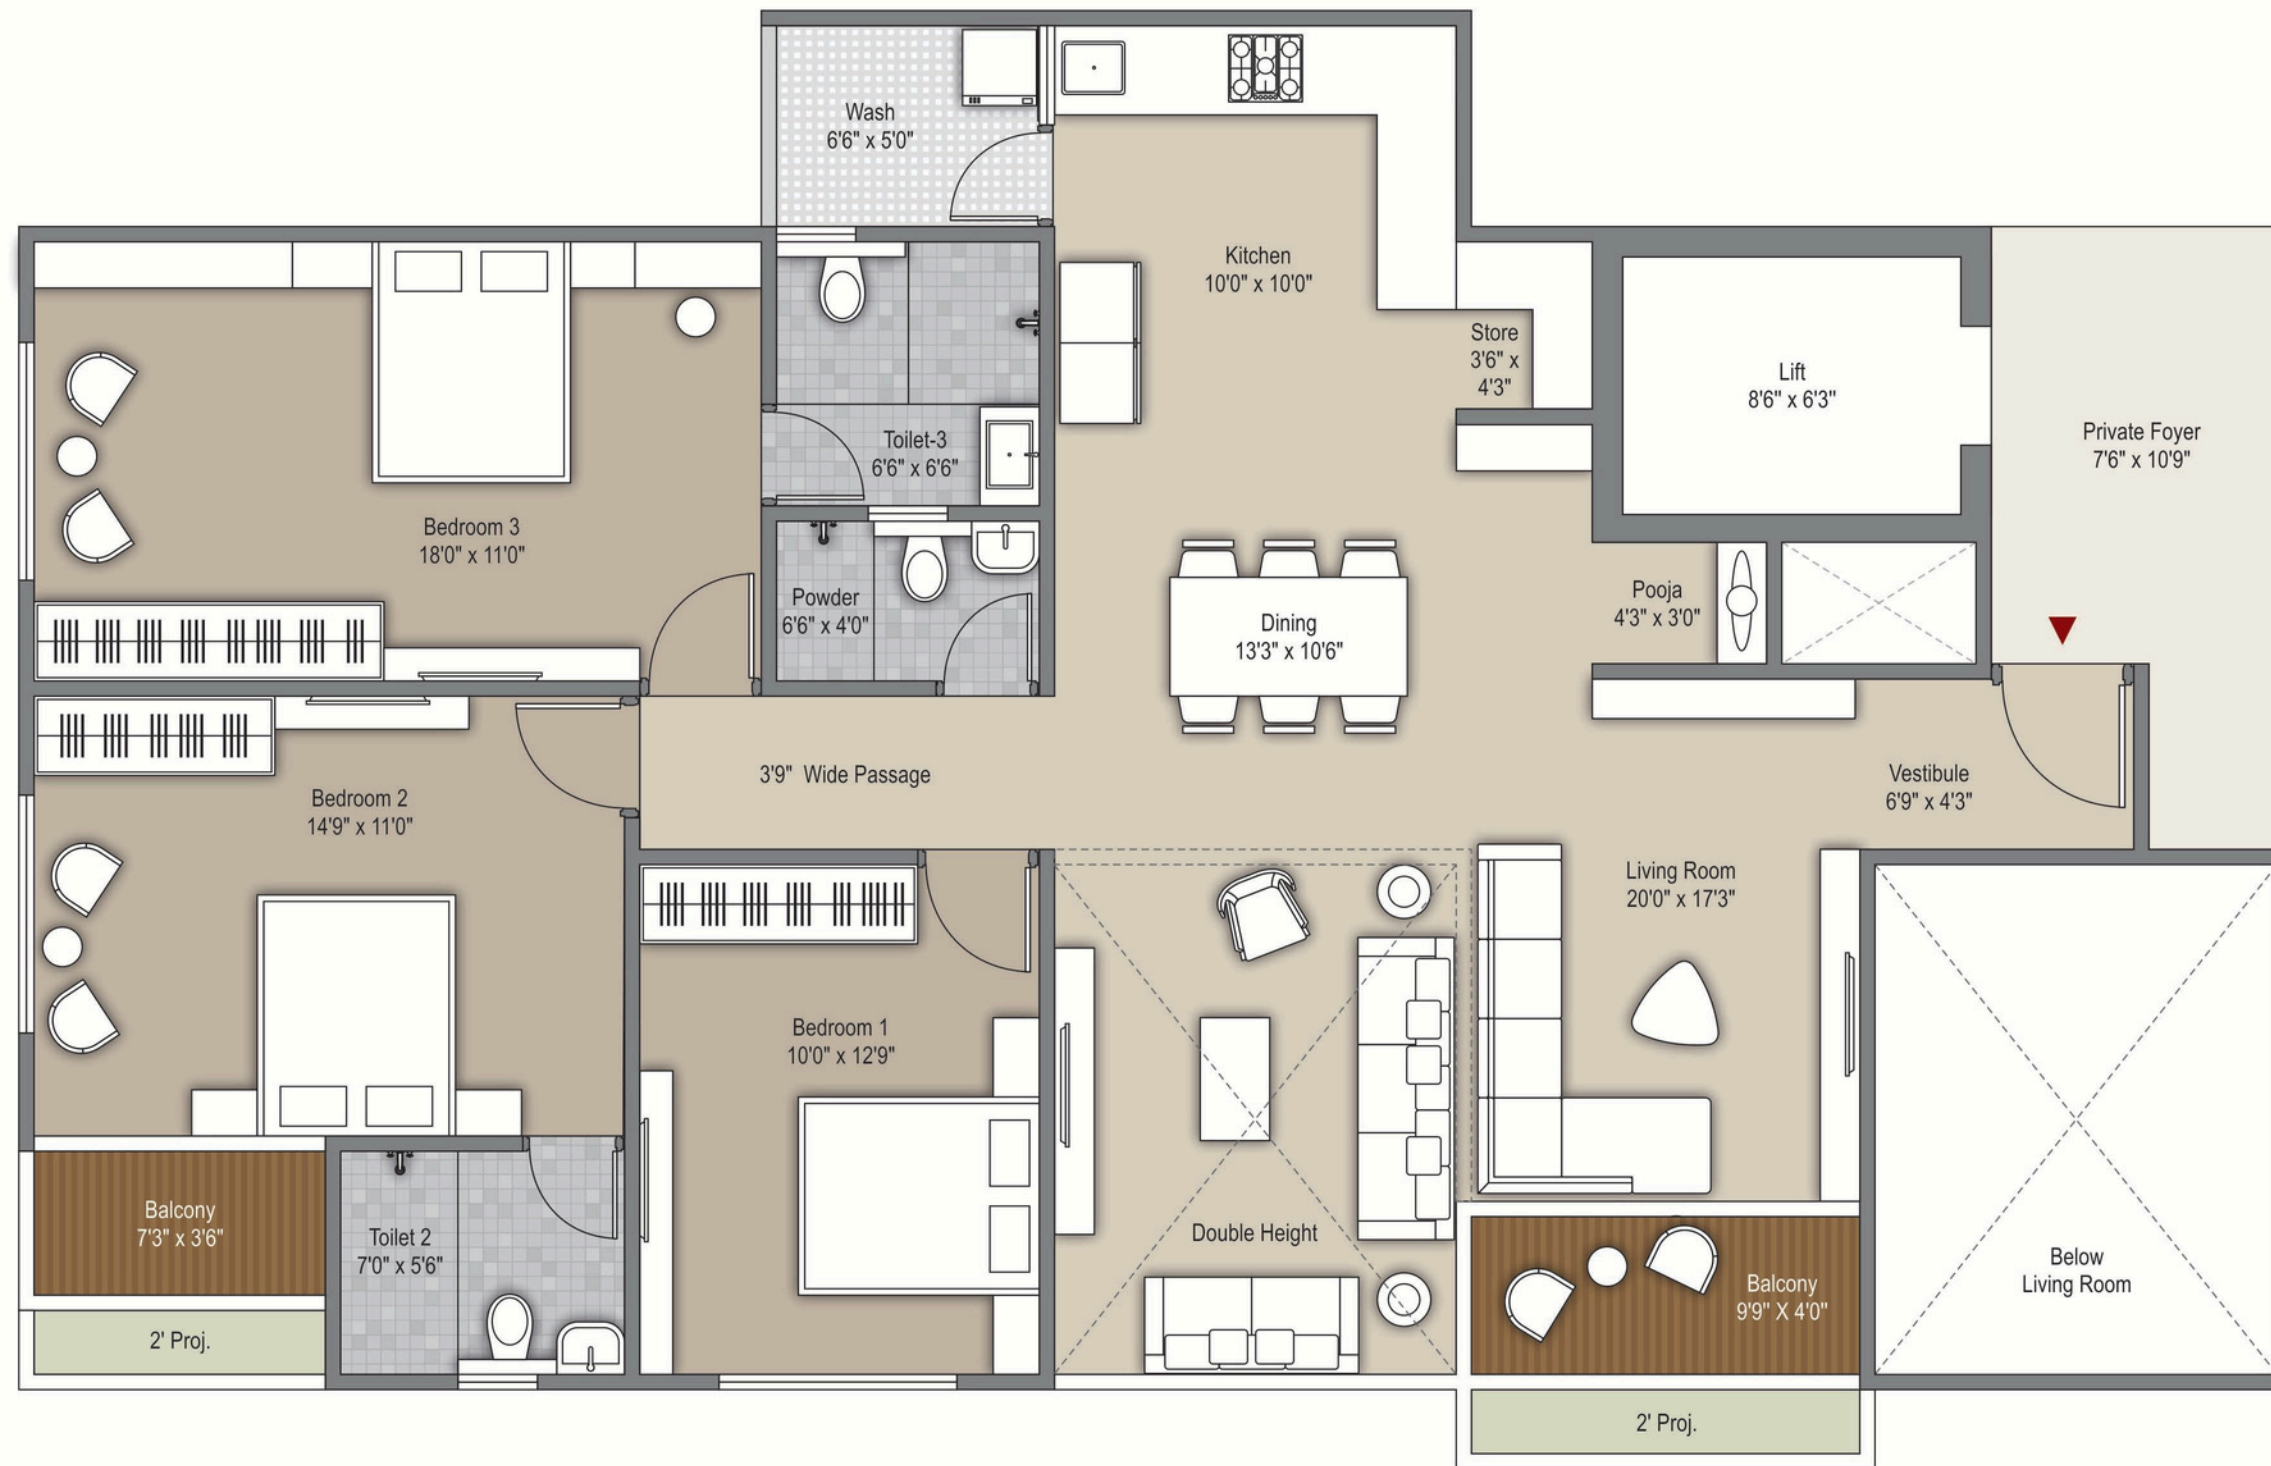 Wash
6'6" x 5'0"
Kitchen
10'0" x 10'0"
Store
3'6" x
4'3"
Lift
8'6" x 6'3"
Private Foyer
7'6" x 10'9"
Toilet-3
6'6" x 6'6"
Bedroom 3
18'0" x 11'0"
Powder
6'6" x 4'0"
Dining
13'3" x 10'6"
Pooja
4'3" x 3'0"
3'9" Wide Passage
Vestibule
6'9" x 4'3"
Bedroom 2
14'9" x 11'0"
Living Room
20'0" x 17'3"
Bedroom 1
10'0" x 12'9"
Balcony
7'3" x 3'6"
Toilet 2
7'0" x 5'6"
Double Height
Balcony
9'9" X 4'0"
Below
Living Room
2' Proj.
2' Proj.